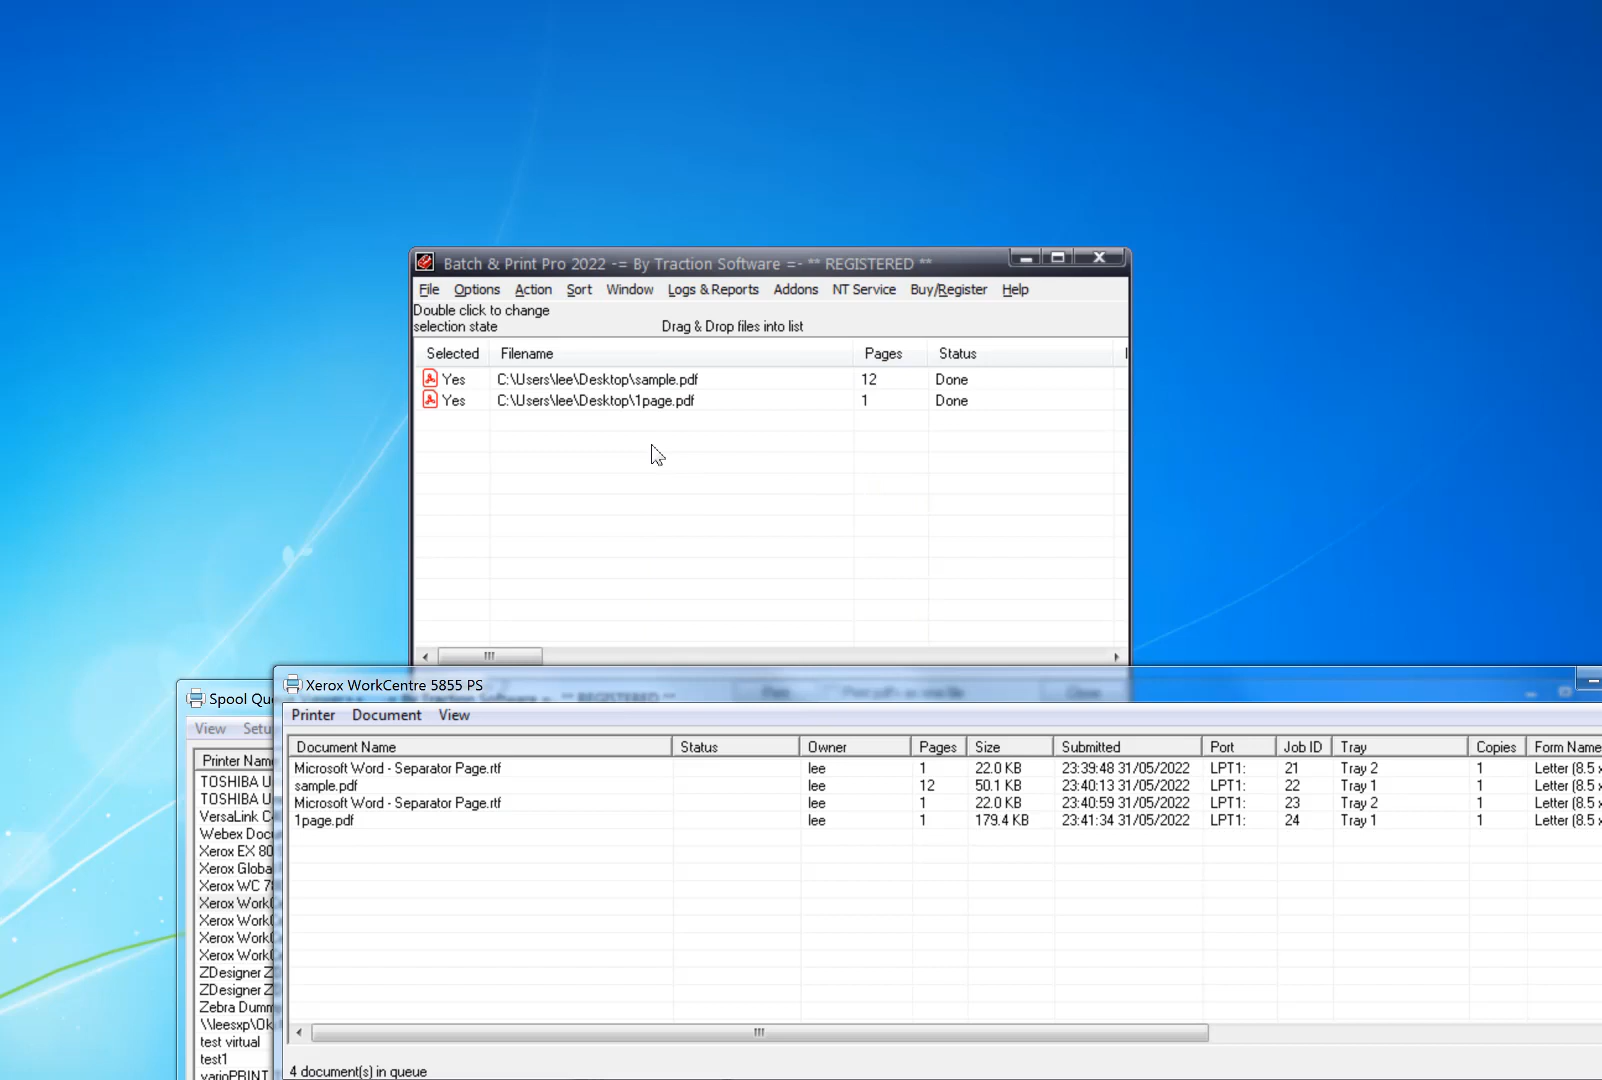 Batch & Print Pro 2022 -= By Traction Software =- ** REGISTERED **
File Options Action Sort Window Logs & Reports Addons NT Service Buy/Register Help
Double click to change
selection state Drag & Drop files into list
Selected Filename Pages Status
Yes C:\Users\lee\Desktop\sample.pdf 12 Done
Yes C:\Users\lee\Desktop\1page.pdf 1 Done
Spool Qu
View Setu
Printer Nam
TOSHIBA U
TOSHIBA U
VersaLink C
Webex Doc
Xerox EX 80
Xerox Globa
Xerox WC 7
Xerox Work
Xerox Work
Xerox Work
Xerox Work
ZDesigner Z
ZDesigner Z
Zebra Dum
\\leesxp\Ok
test virtual
test1
varioPRINT
Xerox WorkCentre 5855 PS
Printer Document View
Document Name Status Owner Pages Size Submitted Port Job ID Tray Copies Form Name
Microsoft Word - Separator Page.rtf lee 1 22.0 KB 23:39:48 31/05/2022 LPT1: 21 Tray 2 1 Letter (8.5 x
sample.pdf lee 12 50.1 KB 23:40:13 31/05/2022 LPT1: 22 Tray 1 1 Letter (8.5 x
Microsoft Word - Separator Page.rtf lee 1 22.0 KB 23:40:59 31/05/2022 LPT1: 23 Tray 2 1 Letter (8.5 x
1page.pdf lee 1 179.4 KB 23:41:34 31/05/2022 LPT1: 24 Tray 1 1 Letter (8.5 x
4 document(s) in queue